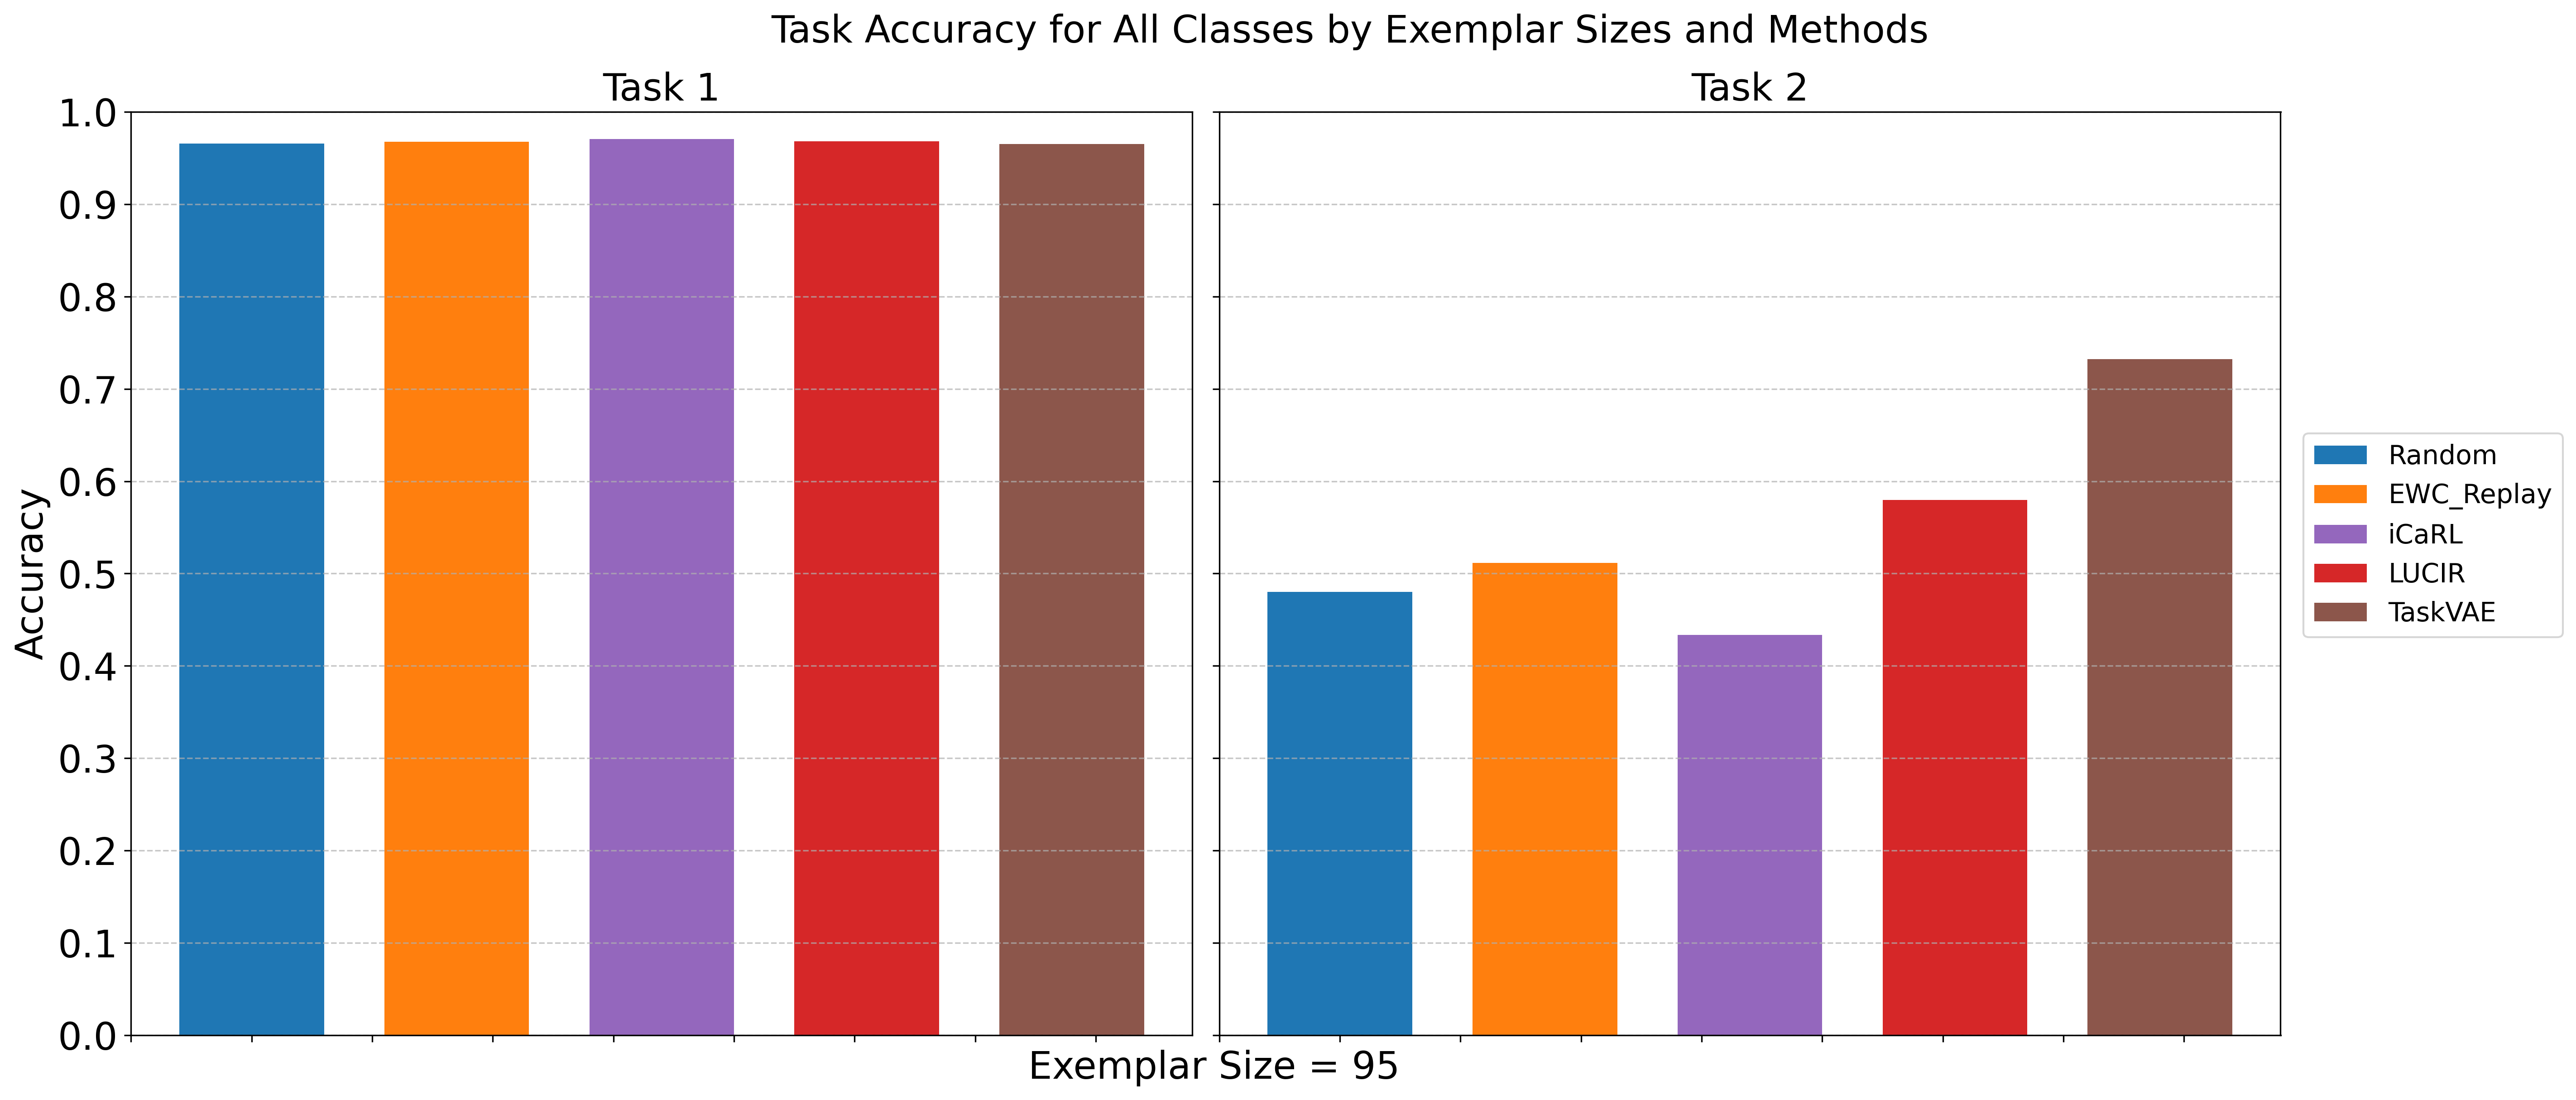 Task Accuracy for All Classes by Exemplar Sizes and Methods
Task 1
Task 2
1.0
0.9
0.8
0.7
0.6
0.5
0.4
0.3
0.2
0.1
0.0
Accuracy
Exemplar Size = 95
Random
EWC_Replay
iCaRL
LUCIR
TaskVAE